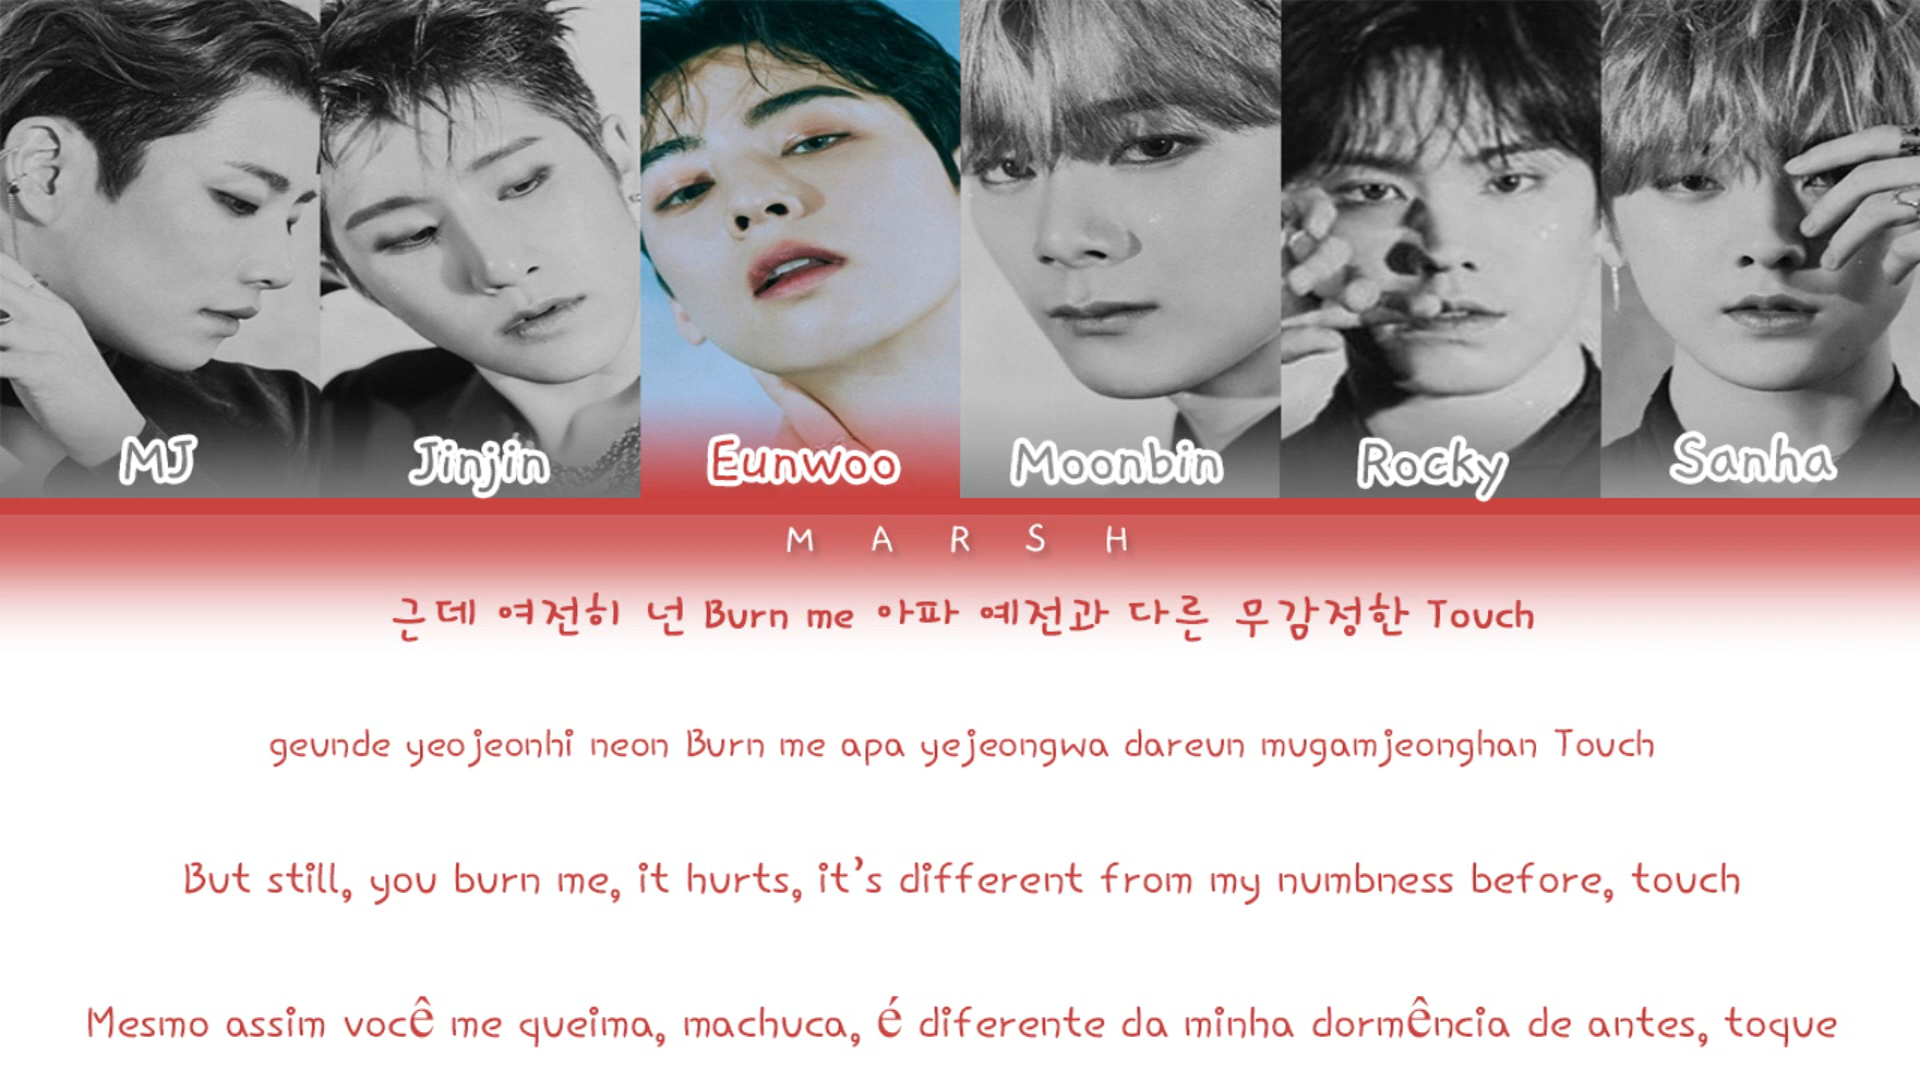 MJ
Jinjin
Eunwoo
Moonbin
Rocky
Sanha
M A R S H
근데 여전히 넌 Burn me 아파 예전과 다른 무감정한 Touch
geunde yeojeonhi neon Burn me apa yejeongwa dareun mugamjeonghan Touch
But still, you burn me, it hurts, it's different from my numbness before, touch
Mesmo assim você me queima, machuca, é diferente da minha dormência de antes, toque